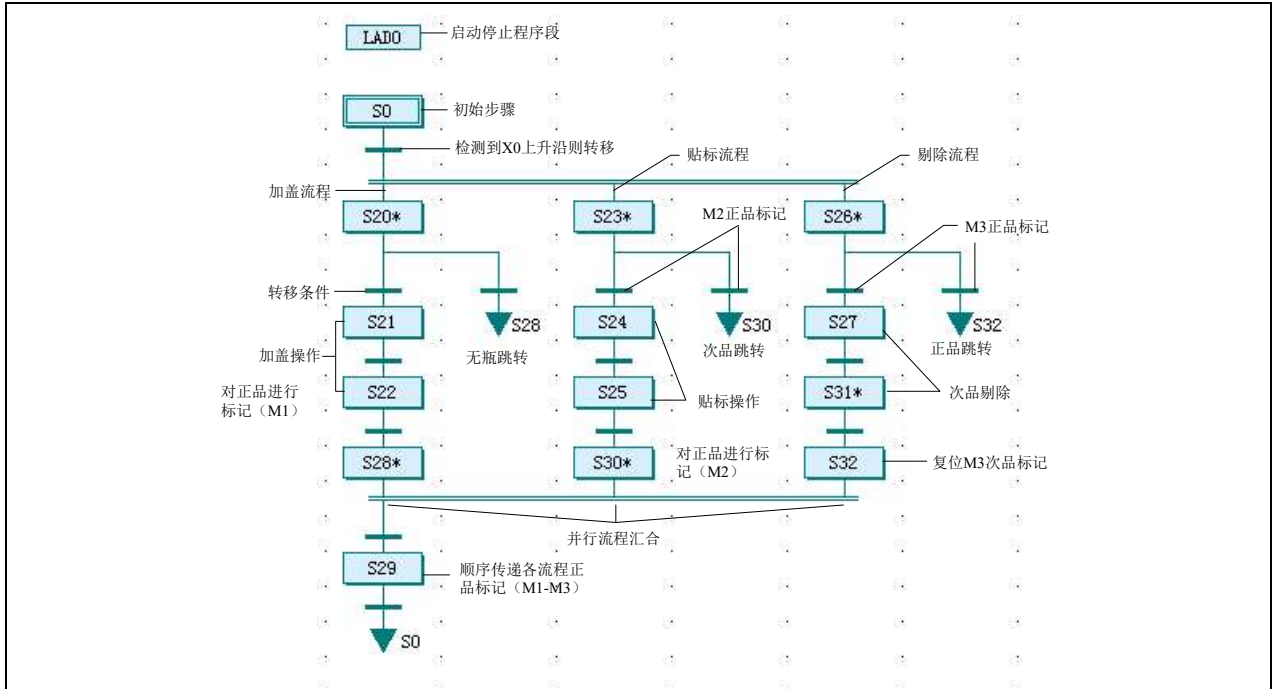 LAD0
启动停止程序段
S0
初始步骤
检测到X0上升沿则转移
贴标流程
剔除流程
加盖流程
S20*
S23*
M2正品标记
S26*
M3正品标记
转移条件
S21
S28
S24
S30
S27
S32
加盖操作
无瓶跳转
次品跳转
正品跳转
对正品进行
标记（M1）
S22
S25
贴标操作
S31*
次品剔除
S28*
S30*
对正品进行标
记（M2）
S32
复位M3次品标记
并行流程汇合
S29
顺序传递各流程正
品标记（M1-M3）
S0